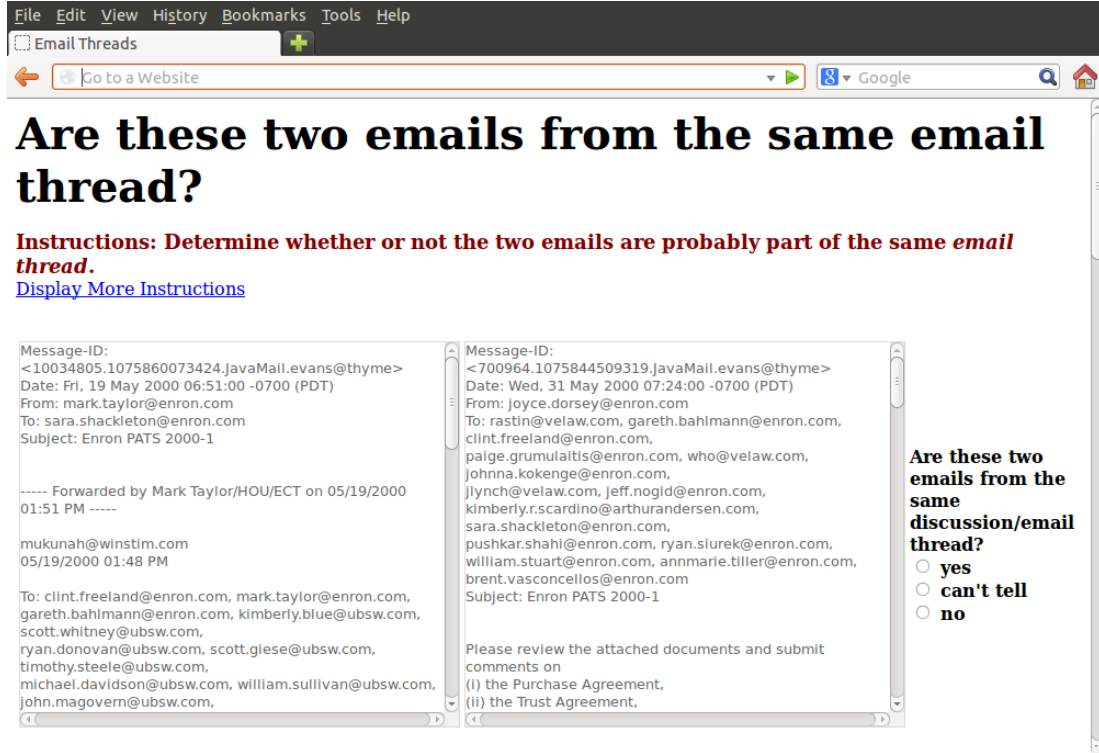 File Edit View History Bookmarks Tools Help
Email Threads
Go to a Website
Google
Are these two emails from the same email
thread?
Instructions: Determine whether or not the two emails are probably part of the same email
thread.
Display More Instructions
Message-ID:
<10034805.1075860073424.JavaMail.evans@thyme>
Date: Fri, 19 May 2000 06:51:00 -0700 (PDT)
From: mark.taylor@enron.com
To: sara.shackleton@enron.com
Subject: Enron PATS 2000-1
----- Forwarded by Mark Taylor/HOU/ECT on 05/19/2000
01:51 PM -----
mukunah@winstim.com
05/19/2000 01:48 PM
To: clint.freeland@enron.com, mark.taylor@enron.com,
gareth.bahlmann@enron.com, kimberly.blue@ubsw.com,
scott.whitney@ubsw.com,
ryan.donovan@ubsw.com, scott.giese@ubsw.com,
timothy.steele@ubsw.com,
michael.davidson@ubsw.com, william.sullivan@ubsw.com,
john.magovern@ubsw.com,
Message-ID:
<700964.1075844509319.JavaMail.evans@thyme>
Date: Wed, 31 May 2000 07:24:00 -0700 (PDT)
From: joyce.dorsey@enron.com
To: rastin@velaw.com, gareth.bahlmann@enron.com,
clint.freeland@enron.com,
paige.grumulaitis@enron.com, who@velaw.com,
johnna.kokenge@enron.com,
jlynch@velaw.com, jeff.nogid@enron.com,
kimberly.r.scardino@arthurandersen.com,
sara.shackleton@enron.com,
pushkar.shahi@enron.com, ryan.siurek@enron.com,
william.stuart@enron.com, annmarie.tiller@enron.com,
brent.vasconcellos@enron.com
Subject: Enron PATS 2000-1
Please review the attached documents and submit
comments on
(i) the Purchase Agreement,
(ii) the Trust Agreement,
Are these two
emails from the
same
discussion/email
thread?
yes
can't tell
no